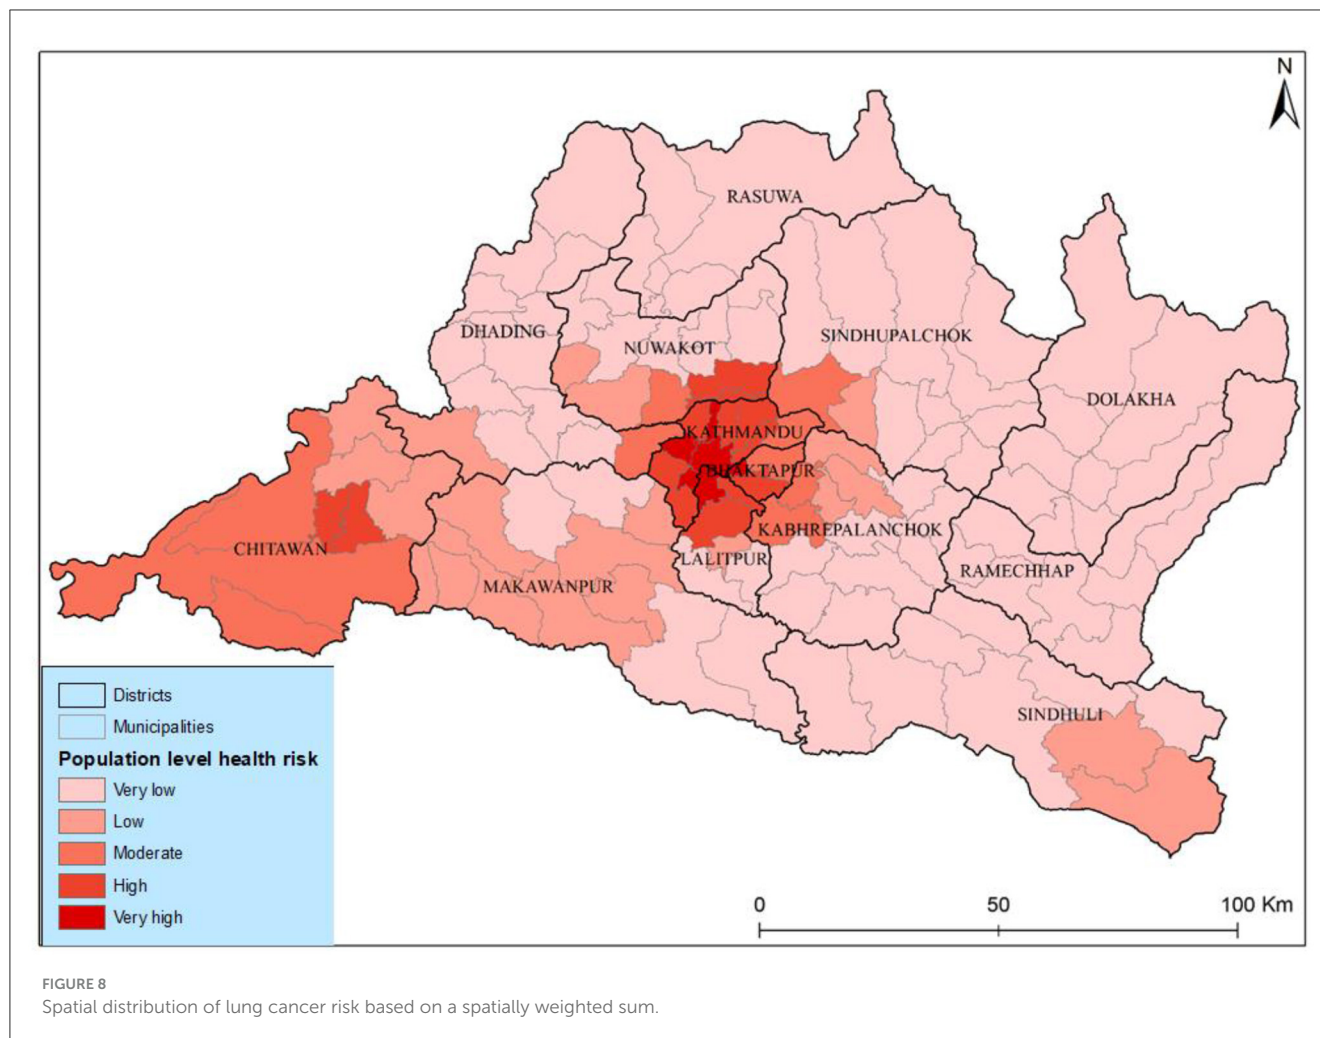 N
RASUWA
DHADING
NUWAKOT
SINDHUPALCHOK
DOLAKHA
KATHMANDU
BHAKTAPUR
CHITAWAN
KABHREPALANCHOK
LALITPUR
RAMECHHAP
MAKAWANPUR
SINDHULI
Districts
Municipalities
Population level health risk
Very low
Low
Moderate
High
Very high
0 50 100 Km
FIGURE 8
Spatial distribution of lung cancer risk based on a spatially weighted sum.